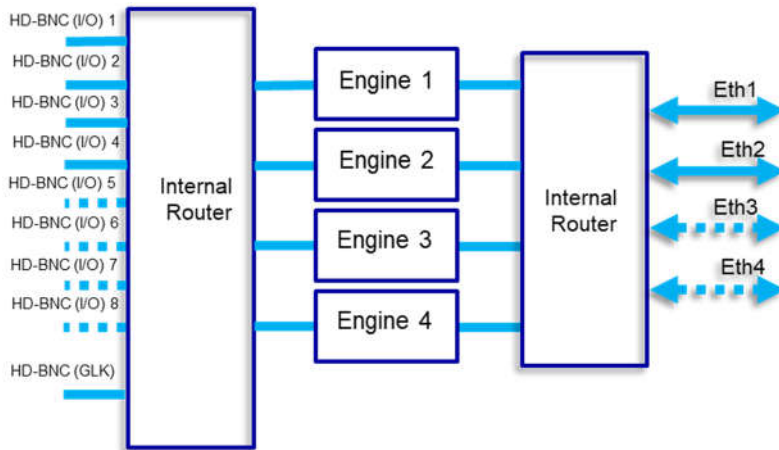 HD-BNC (I/O) 1
HD-BNC (I/O) 2
HD-BNC (I/O) 3
HD-BNC (I/O) 4
HD-BNC (I/O) 5
HD-BNC (I/O) 6
HD-BNC (I/O) 7
HD-BNC (I/O) 8
HD-BNC (GLK)
Internal
Router
Engine 1
Engine 2
Engine 3
Engine 4
Internal
Router
Eth1
Eth2
Eth3
Eth4